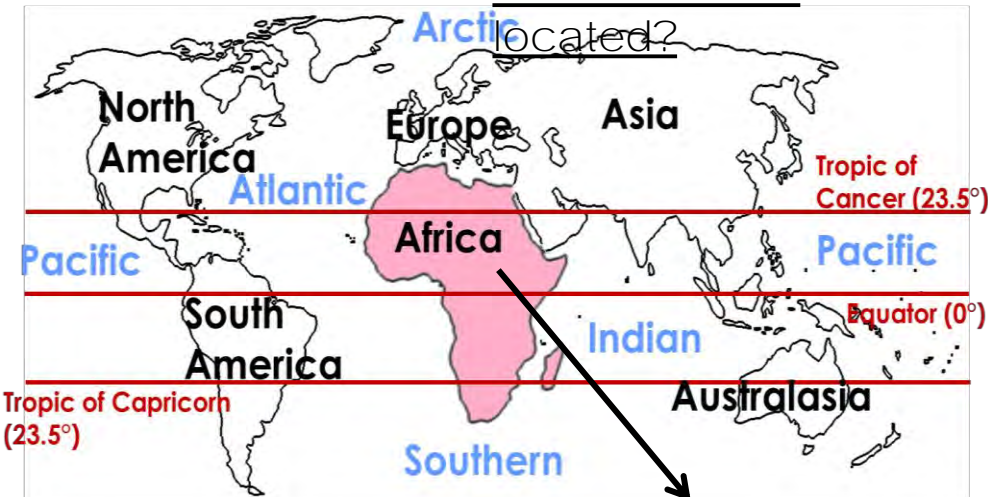 Arctic
located?
North
America
Europe
Asia
Atlantic
Tropic of
Cancer (23.5°)
Africa
Pacific
Pacific
South
America
Equator (0°)
Indian
Tropic of Capricorn
(23.5°)
Australasia
Southern